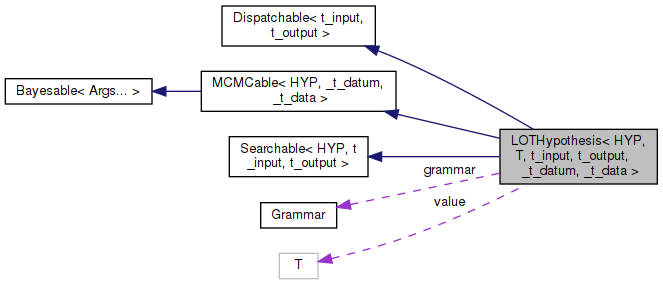 Dispatchable< t_input,
t_output >
MCMCable< HYP, _t_datum,
_t_data >
Bayesable< Args... >
Searchable< HYP, t
_input, t_output >
LOTHypothesis< HYP,
T, t_input, t_output,
_t_datum, _t_data >
grammar
Grammar
value
T